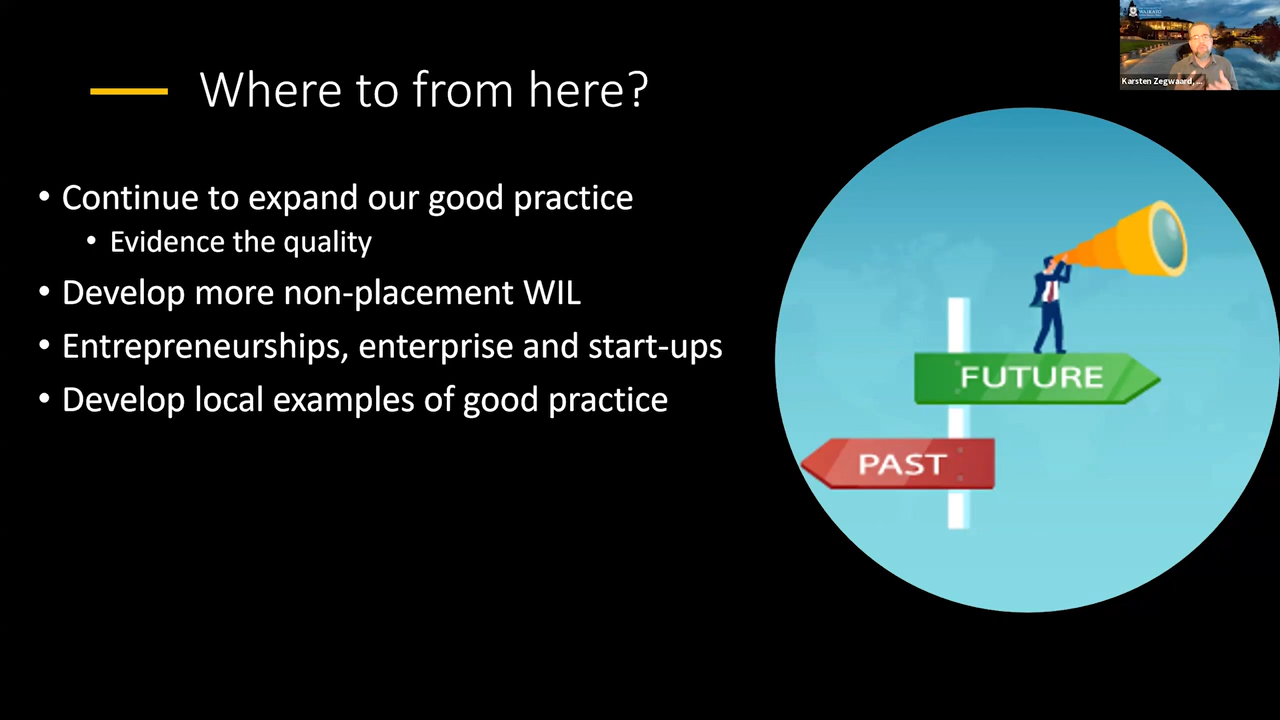 Where to from here?
• Continue to expand our good practice
• Evidence the quality
• Develop more non-placement WIL
• Entrepreneurships, enterprise and start-ups
• Develop local examples of good practice
FUTURE
PAST
WAIKATO
Karsten Zegwaard, ...